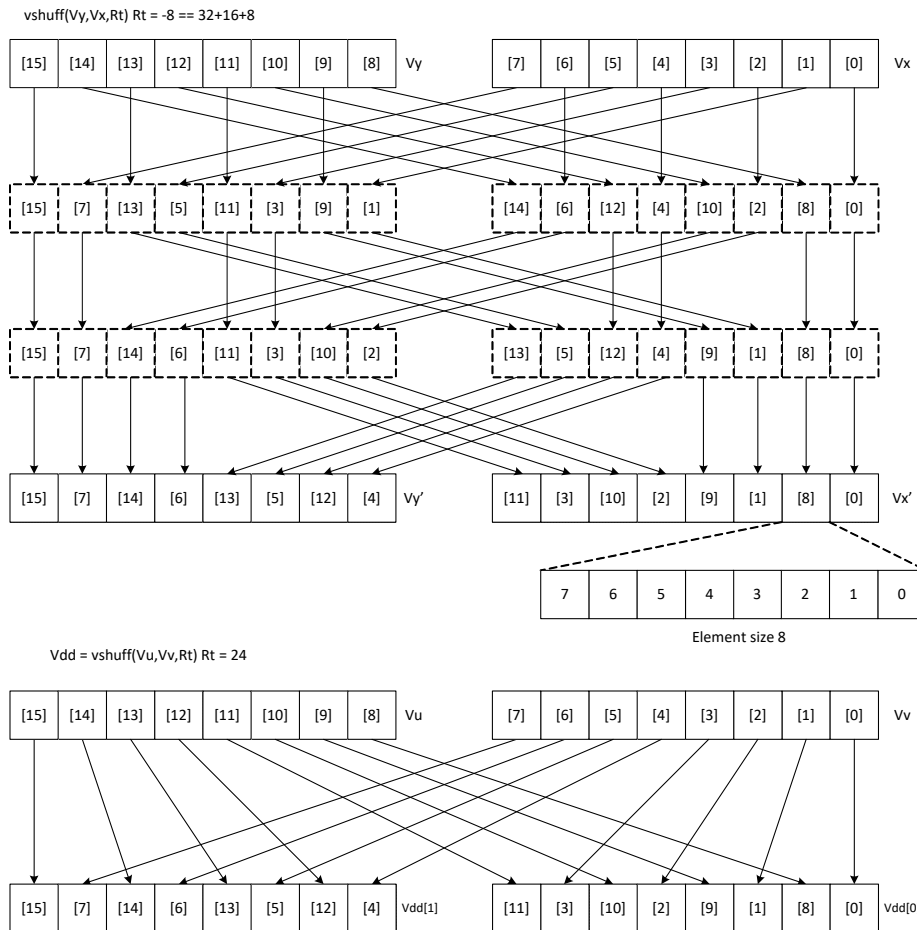 vshuff(Vy,Vx,Rt) Rt = -8 == 32+16+8
[15] [14] [13] [12] [11] [10] [9] [8] Vy [7] [6] [5] [4] [3] [2] [1] [0] Vx
[15] [7] [13] [5] [11] [3] [9] [1] [14] [6] [12] [4] [10] [2] [8] [0]
[15] [7] [14] [6] [11] [3] [10] [2] [13] [5] [12] [4] [9] [1] [8] [0]
[15] [7] [14] [6] [13] [5] [12] [4] Vy’ [11] [3] [10] [2] [9] [1] [8] [0] Vx’
7 6 5 4 3 2 1 0
Element size 8
Vdd = vshuff(Vu,Vv,Rt) Rt = 24
[15] [14] [13] [12] [11] [10] [9] [8] Vu [7] [6] [5] [4] [3] [2] [1] [0] Vv
[15] [7] [14] [6] [13] [5] [12] [4] Vdd[1] [11] [3] [10] [2] [9] [1] [8] [0] Vdd[0